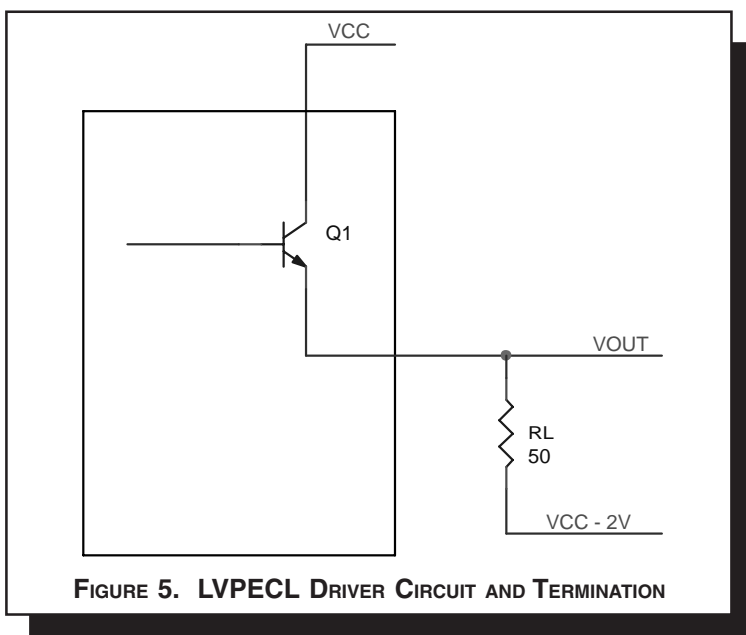 VCC
Q1
VOUT
RL
50
VCC - 2V
FIGURE 5. LVPECL DRIVER CIRCUIT AND TERMINATION